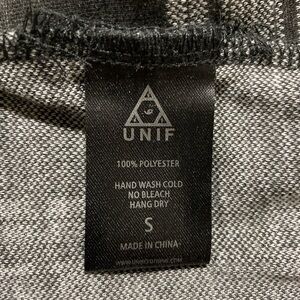 UNIF
100% POLYESTER
HAND WASH COLD
NO BLEACH
HANG DRY
S
MADE IN CHINA